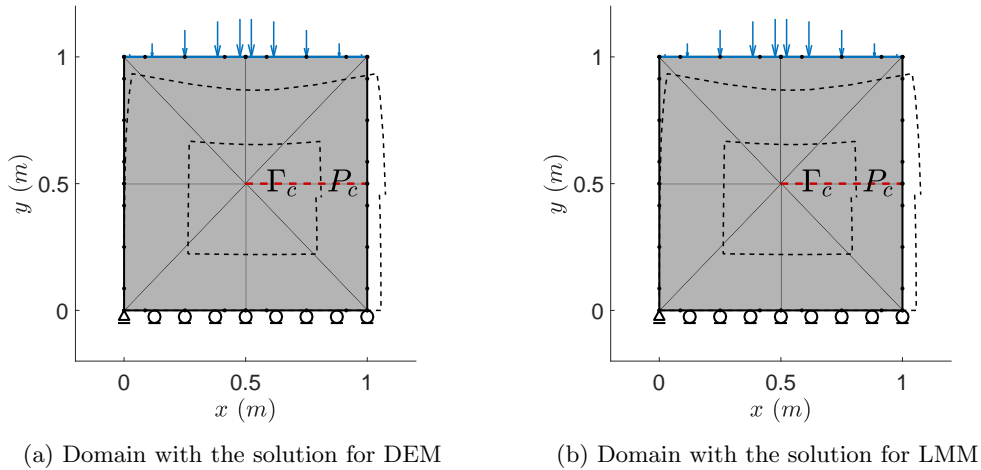 1
0.5
0
y (m)
Γc Pc
0 0.5 1
x (m)
(a) Domain with the solution for DEM
1
0.5
0
y (m)
Γc Pc
0 0.5 1
x (m)
(b) Domain with the solution for LMM